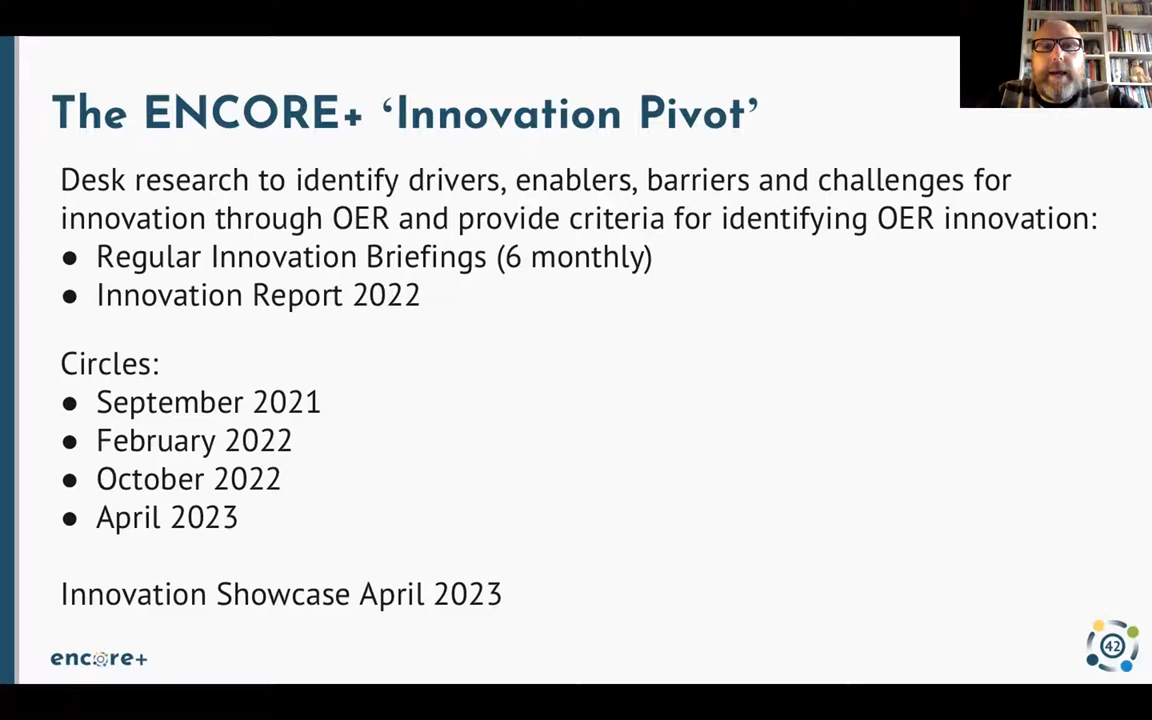 The ENCORE+ ‘Innovation Pivot’
Desk research to identify drivers, enablers, barriers and challenges for
innovation through OER and provide criteria for identifying OER innovation:
● Regular Innovation Briefings (6 monthly)
● Innovation Report 2022
Circles:
● September 2021
● February 2022
● October 2022
● April 2023
Innovation Showcase April 2023
encore+
42